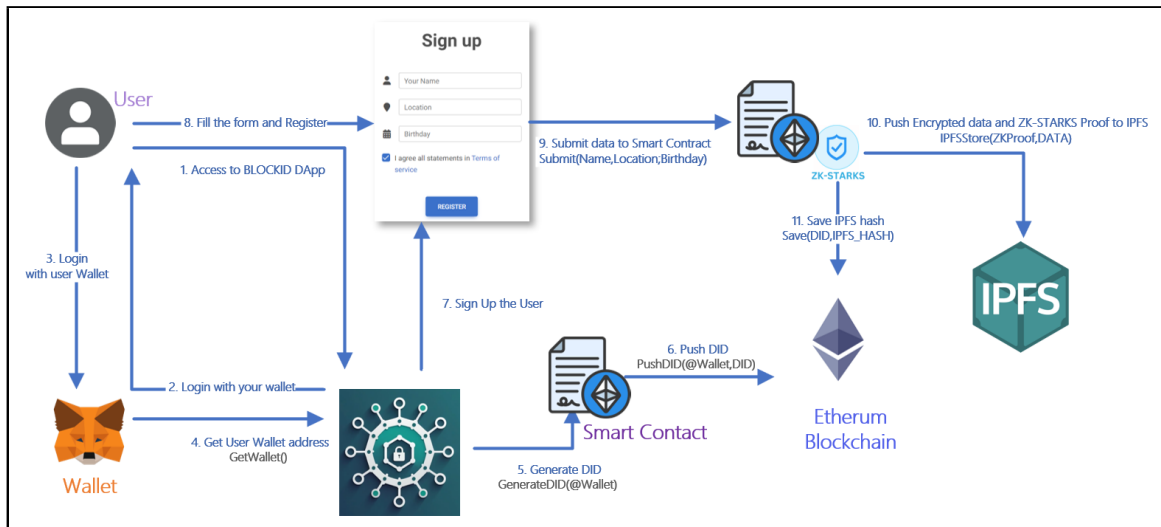 Sign up
Your Name
Location
Birthday
I agree all statements in Terms of
service
REGISTER
User
8. Fill the form and Register
1. Access to BLOCKID DApp
3. Login
with user Wallet
2. Login with your wallet
4. Get User Wallet address
GetWallet()
Wallet
7. Sign Up the User
5. Generate DID
GenerateDID(@Wallet)
Smart Contact
6. Push DID
PushDID(@Wallet,DID)
9. Submit data to Smart Contract
Submit(Name,Location;Birthday)
ZK-STARKS
10. Push Encrypted data and ZK-STARKS Proof to IPFS
IPFSStore(ZKProof,DATA)
11. Save IPFS hash
Save(DID,IPFS_HASH)
IPFS
Etherum
Blockchain